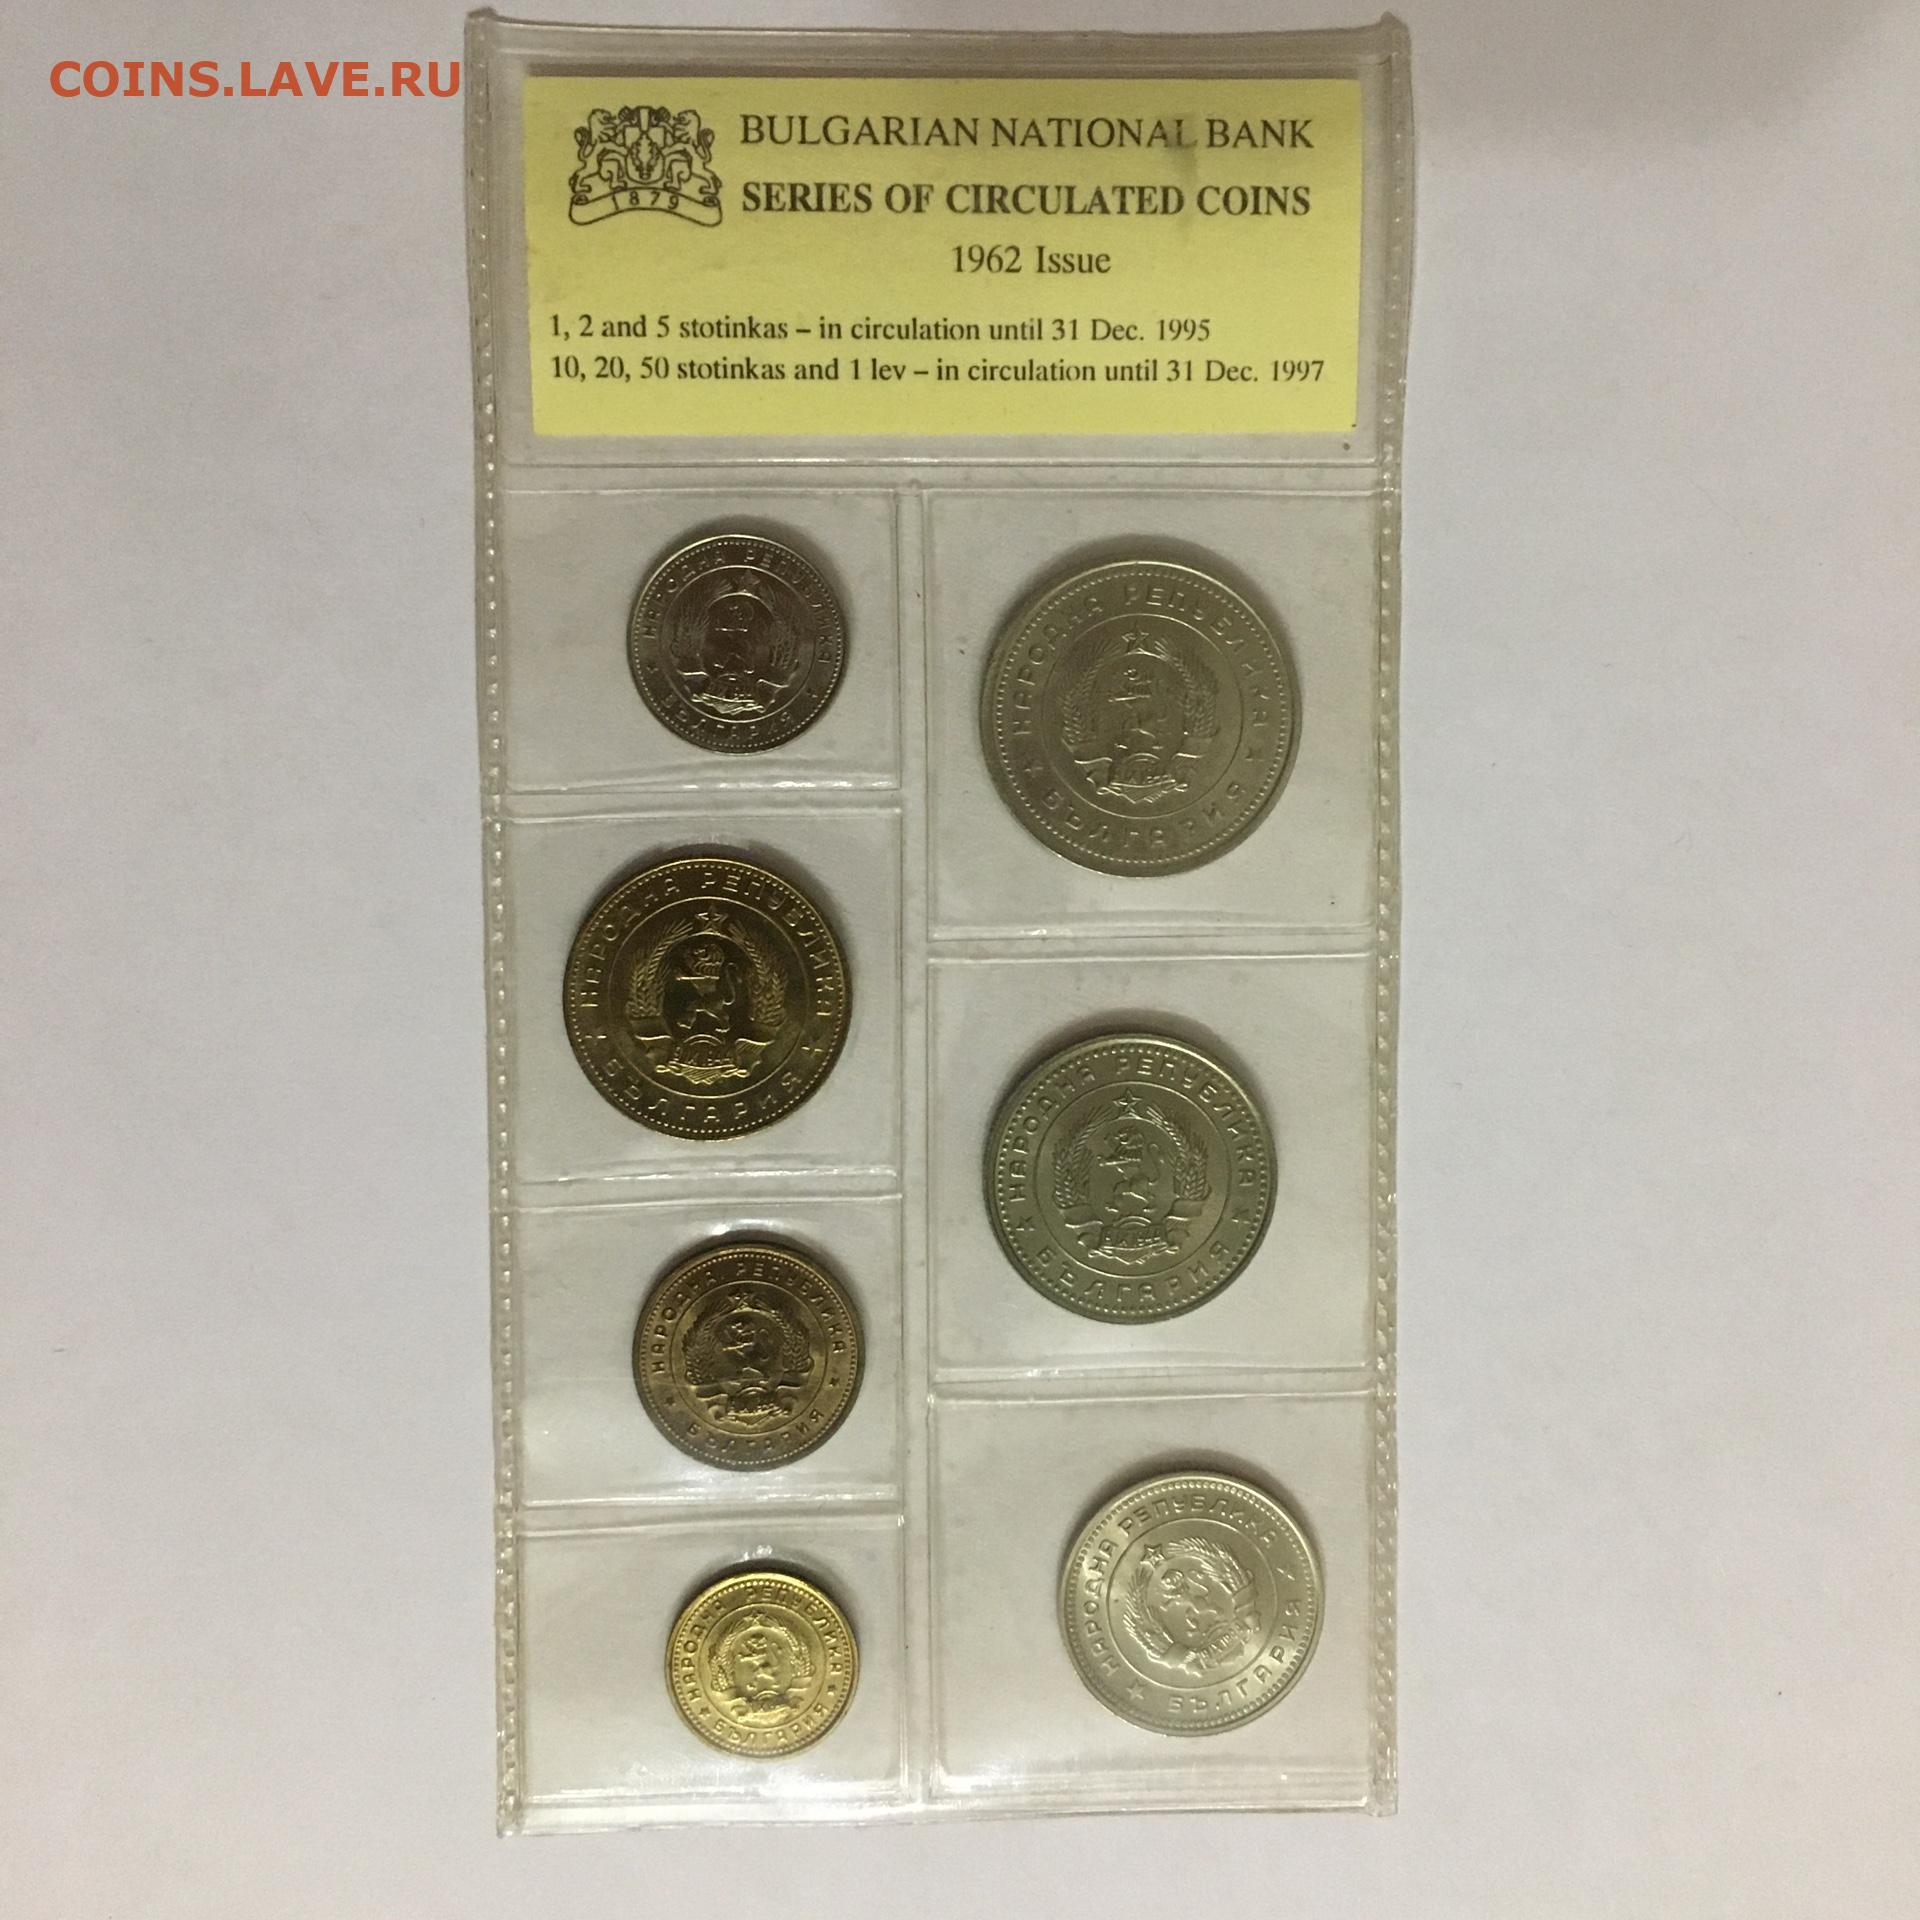 COINS.LAVE.RU
BULGARIAN NATIONAL BANK
SERIES OF CIRCULATED COINS
1879
1962 Issue
1, 2 and 5 stotinkas – in circulation until 31 Dec. 1995
10, 20, 50 stotinkas and 1 lev – in circulation until 31 Dec. 1997
НАРОДНА РЕПУБЛИКА
БЪЛГАРИЯ
НАРОДНА РЕПУБЛИКА
БЪЛГАРИЯ
НАРОДНА РЕПУБЛИКА
БЪЛГАРИЯ
НАРОДНА РЕПУБЛИКА
БЪЛГАРИЯ
НАРОДНА РЕПУБЛИКА
БЪЛГАРИЯ
НАРОДНА РЕПУБЛИКА
БЪЛГАРИЯ
НАРОДНА РЕПУБЛИКА
БЪЛГАРИЯ